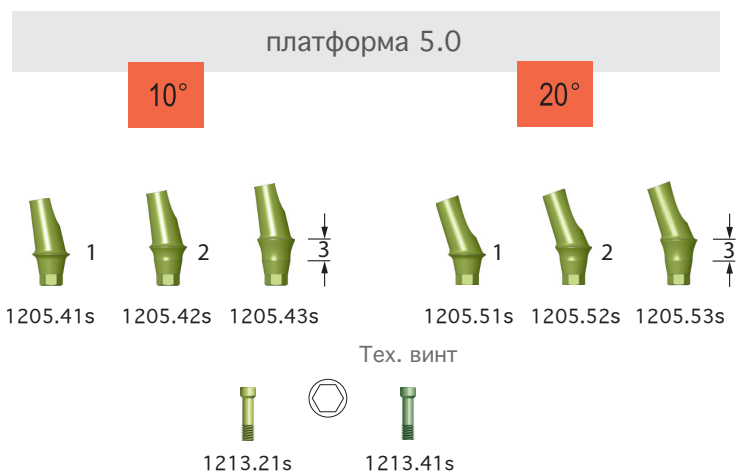 платформа 5.0
10°
20°
1
2
3
1
2
3
1205.41s
1205.42s
1205.43s
1205.51s
1205.52s
1205.53s
Тех. винт
1213.21s
1213.41s